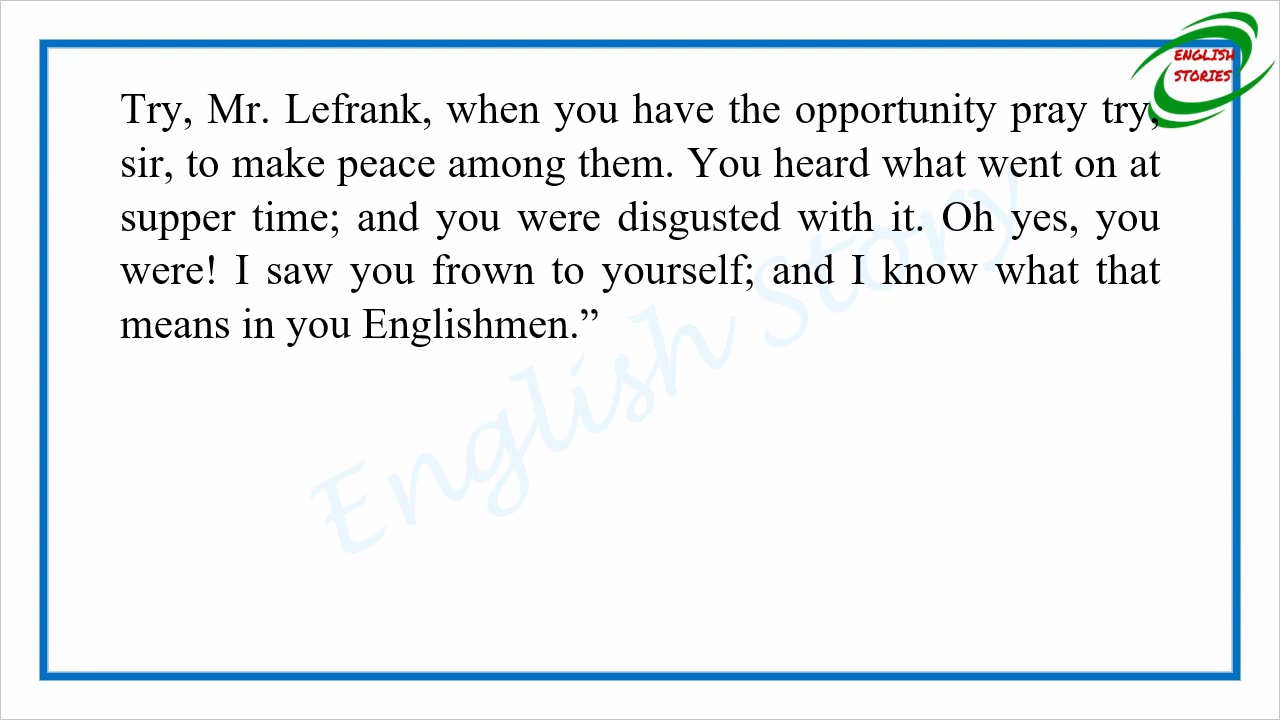 ENGLISH
STORIES
Try, Mr. Lefrank, when you have the opportunity pray try,
sir, to make peace among them. You heard what went on at
supper time; and you were disgusted with it. Oh yes, you
were! I saw you frown to yourself; and I know what that
means in you Englishmen.”
English Story